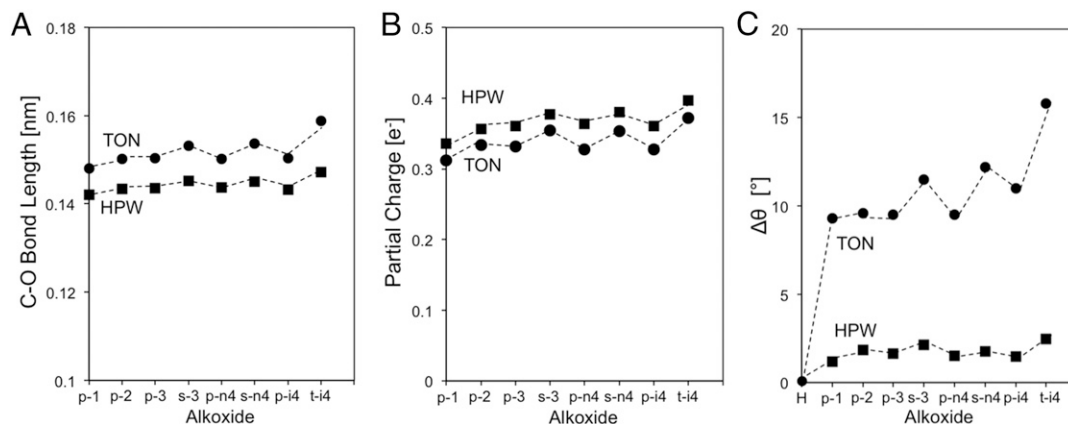 A
C-O Bond Length [nm]
0.18
0.16
0.14
0.12
0.1
TON
HPW
p-1 p-2 p-3 s-3 p-n4 s-n4 p-i4 t-i4
Alkoxide
B
Partial Charge [e-]
0.5
0.4
0.3
0.2
0.1
0
HPW
TON
p-1 p-2 p-3 s-3 p-n4 s-n4 p-i4 t-i4
Alkoxide
C
Δθ [°]
20
15
10
5
0
TON
HPW
H p-1 p-2 p-3 s-3 p-n4 s-n4 p-i4 t-i4
Alkoxide